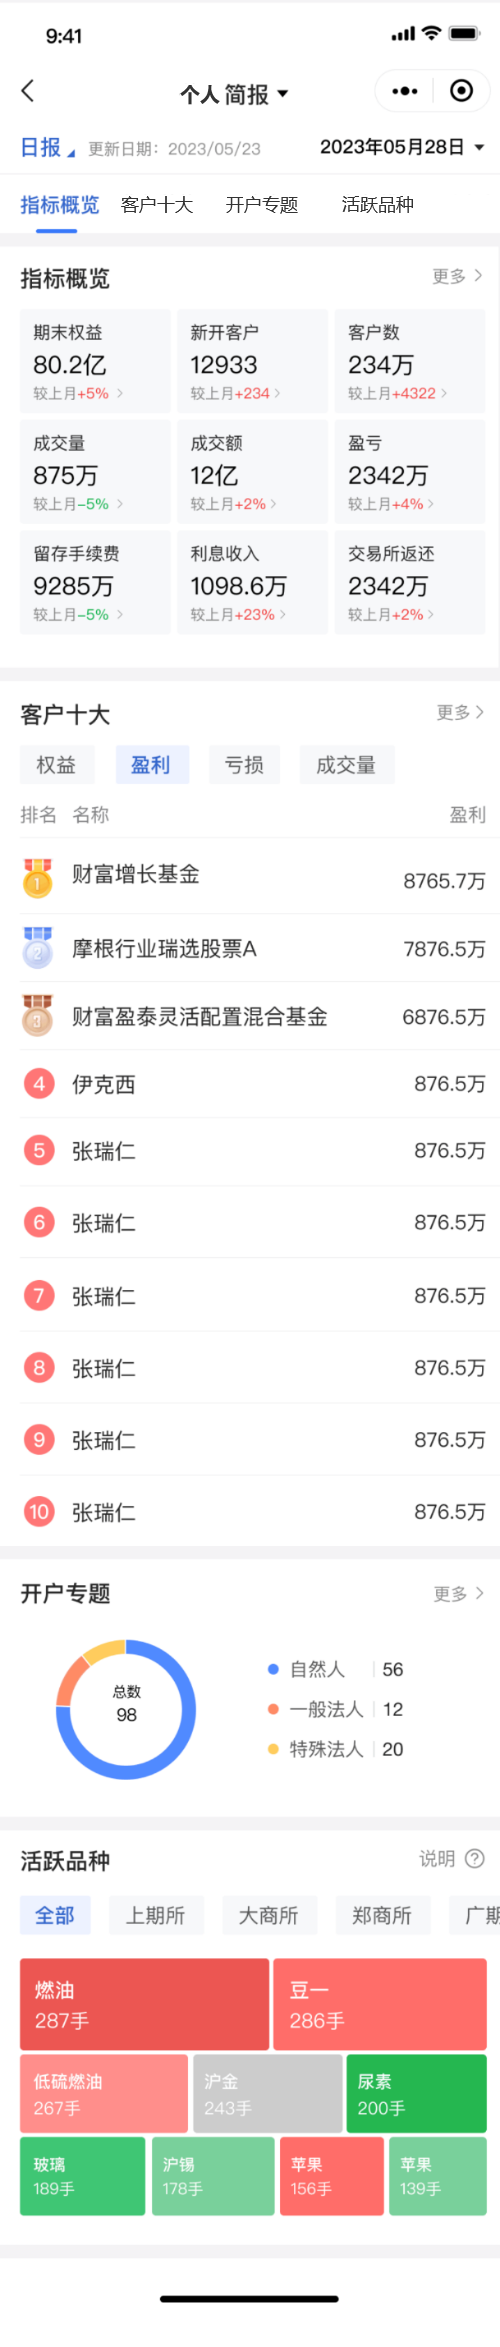 9:41
个人 简报
日报 更新日期：2023/05/23 2023年05月28日
指标概览 客户十大 开户专题 活跃品种
指标概览 更多
期末权益 新开客户 客户数
80.2亿 12933 234万
较上月+5% 较上月+234 较上月+4322
成交量 成交额 盈亏
875万 12亿 2342万
较上月-5% 较上月+2% 较上月+4%
留存手续费 利息收入 交易所返还
9285万 1098.6万 2342万
较上月-5% 较上月+23% 较上月+2%
客户十大 更多
权益 盈利 亏损 成交量
排名 名称 盈利
1 财富增长基金 8765.7万
2 摩根行业瑞选股票A 7876.5万
3 财富盈泰灵活配置混合基金 6876.5万
4 伊克西 876.5万
5 张瑞仁 876.5万
6 张瑞仁 876.5万
7 张瑞仁 876.5万
8 张瑞仁 876.5万
9 张瑞仁 876.5万
10 张瑞仁 876.5万
开户专题 更多
总数
98
自然人 56
一般法人 12
特殊法人 20
活跃品种 说明 ?
全部 上期所 大商所 郑商所 广期
燃油 豆一
287手 286手
低硫燃油 沪金 尿素
267手 243手 200手
玻璃 沪锡 苹果 苹果
189手 178手 156手 139手